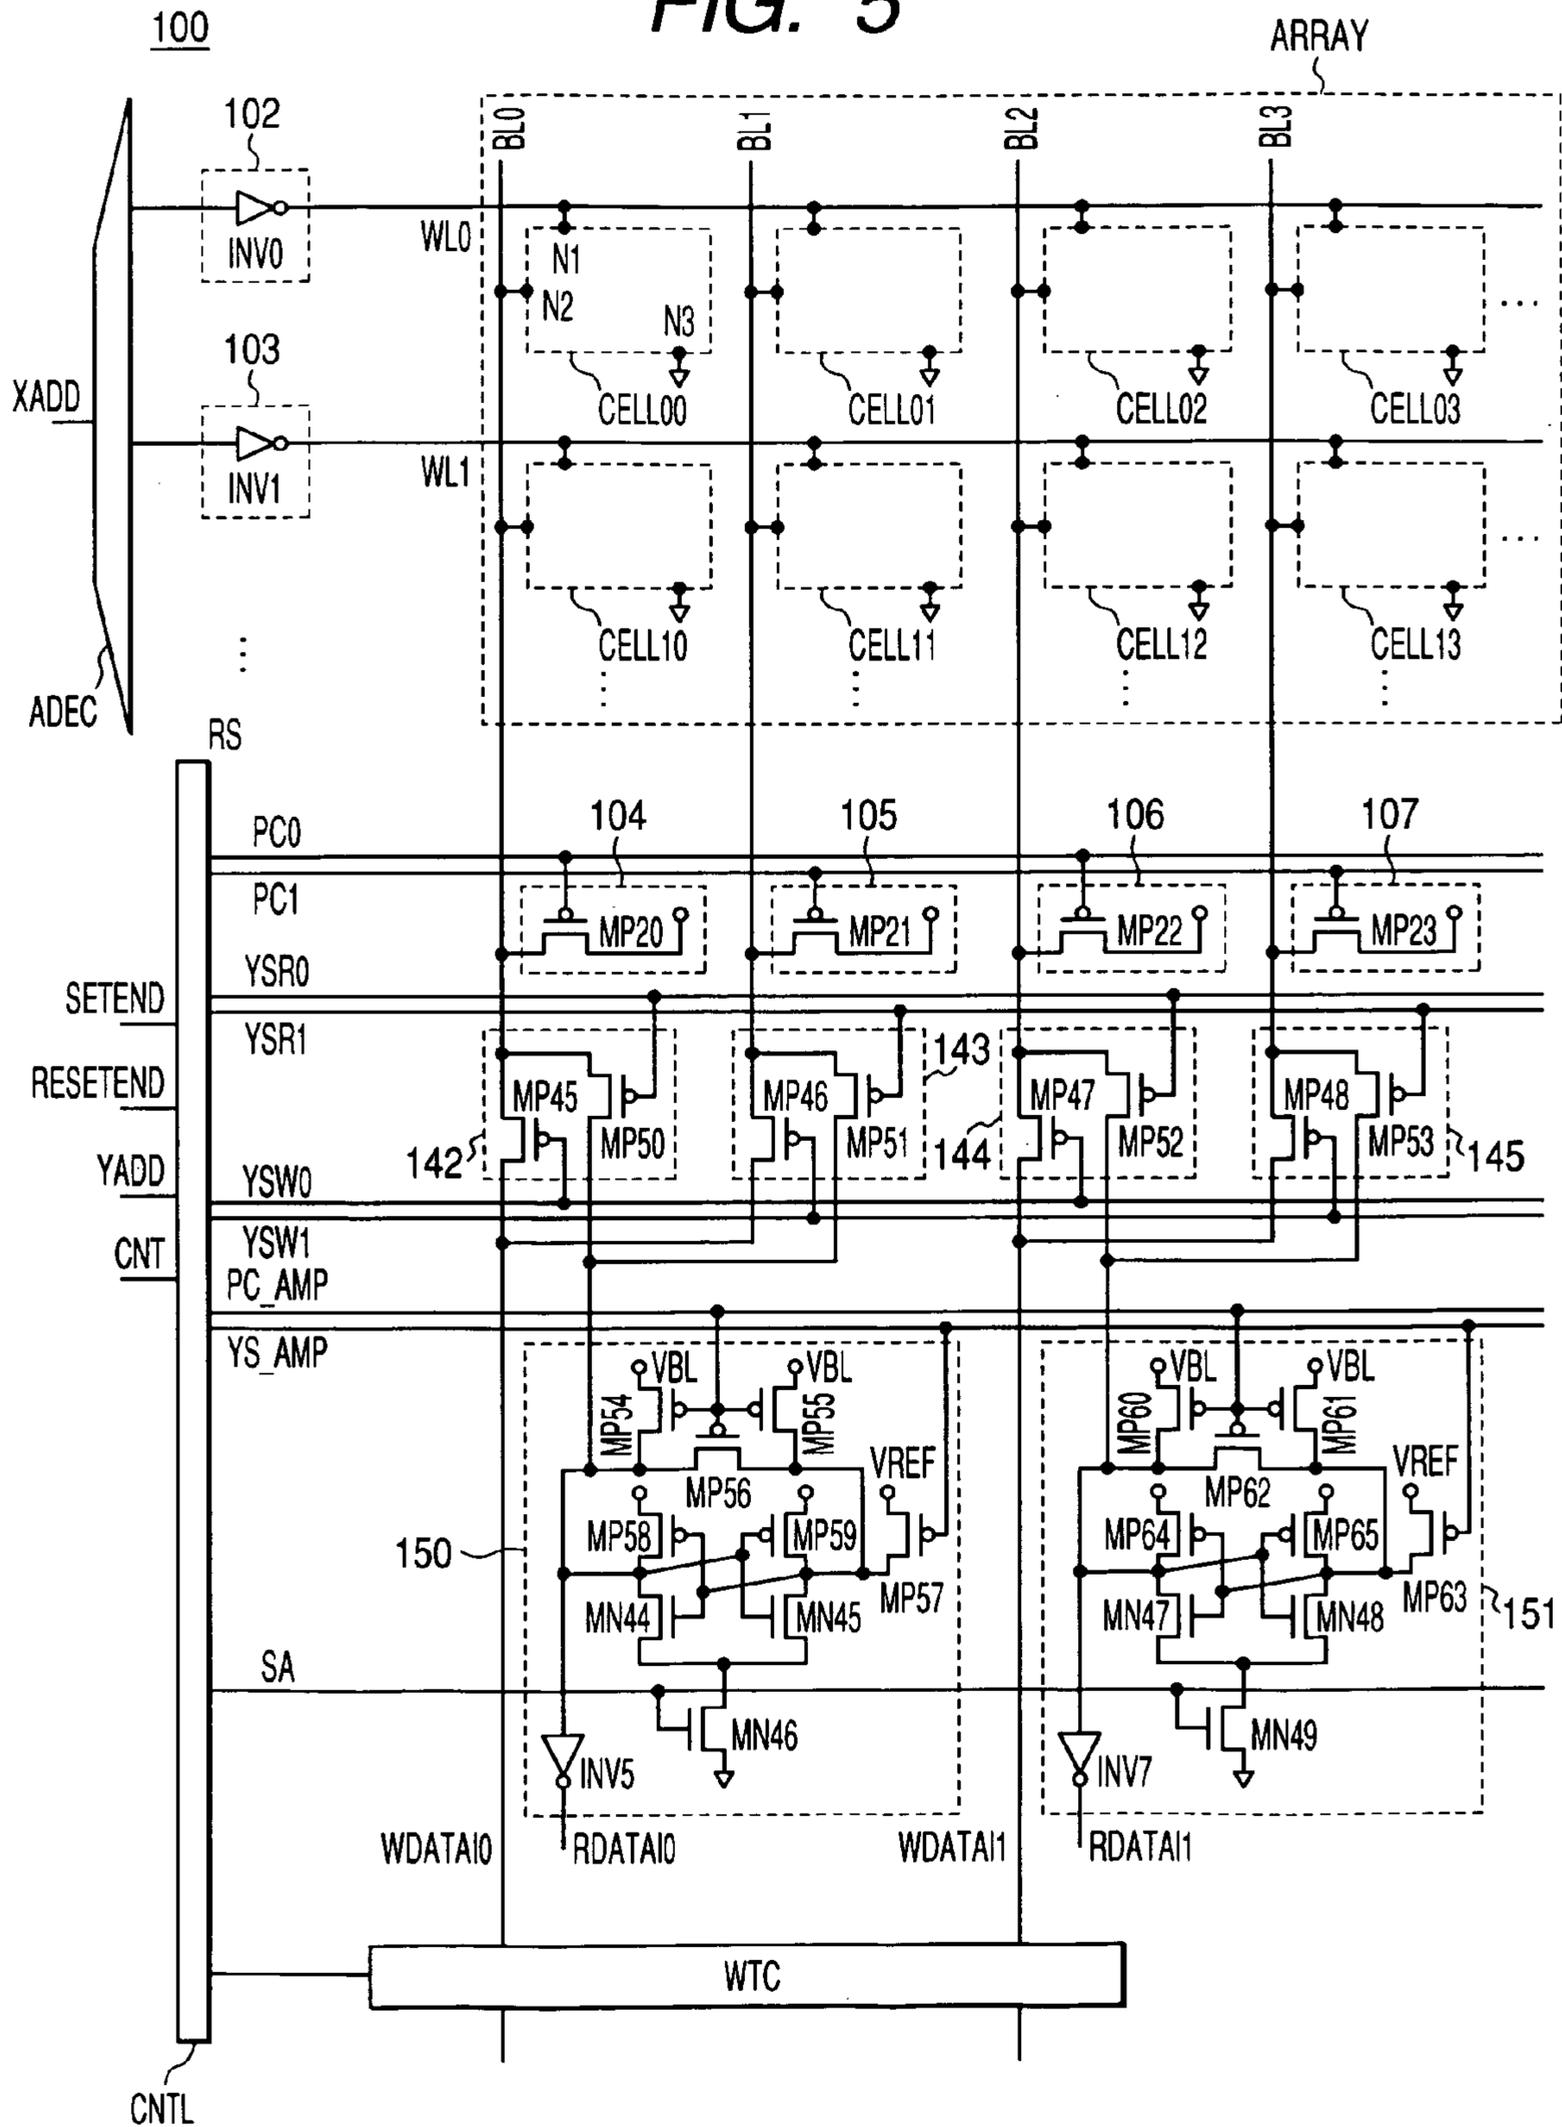 FIG. 5
100
ARRAY
102
BL0
BL1
BL2
BL3
INV0
WL0
N1
N2
N3
103
XADD
CELL00
CELL01
CELL02
CELL03
...
INV1
WL1
...
CELL10
CELL11
CELL12
CELL13
ADEC
RS
104
105
106
107
PC0
PC1
MP20
MP21
MP22
MP23
YSR0
SETEND
YSR1
143
RESETEND
MP45
MP46
MP47
MP48
MP50
MP51
MP52
MP53
142
144
145
YADD
YSW0
CNT
YSW1
PC_AMP
YS_AMP
VBL
VBL
VBL
VBL
MP54
MP55
MP60
MP61
VREF
VREF
MP56
MP62
150
MP58
MP59
MP64
MP65
MP57
MP63
MN44
MN45
MN47
MN48
151
SA
MN46
MN49
INV5
INV7
WDATAI0
RDATAI0
WDATAI1
RDATAI1
WTC
CNTL